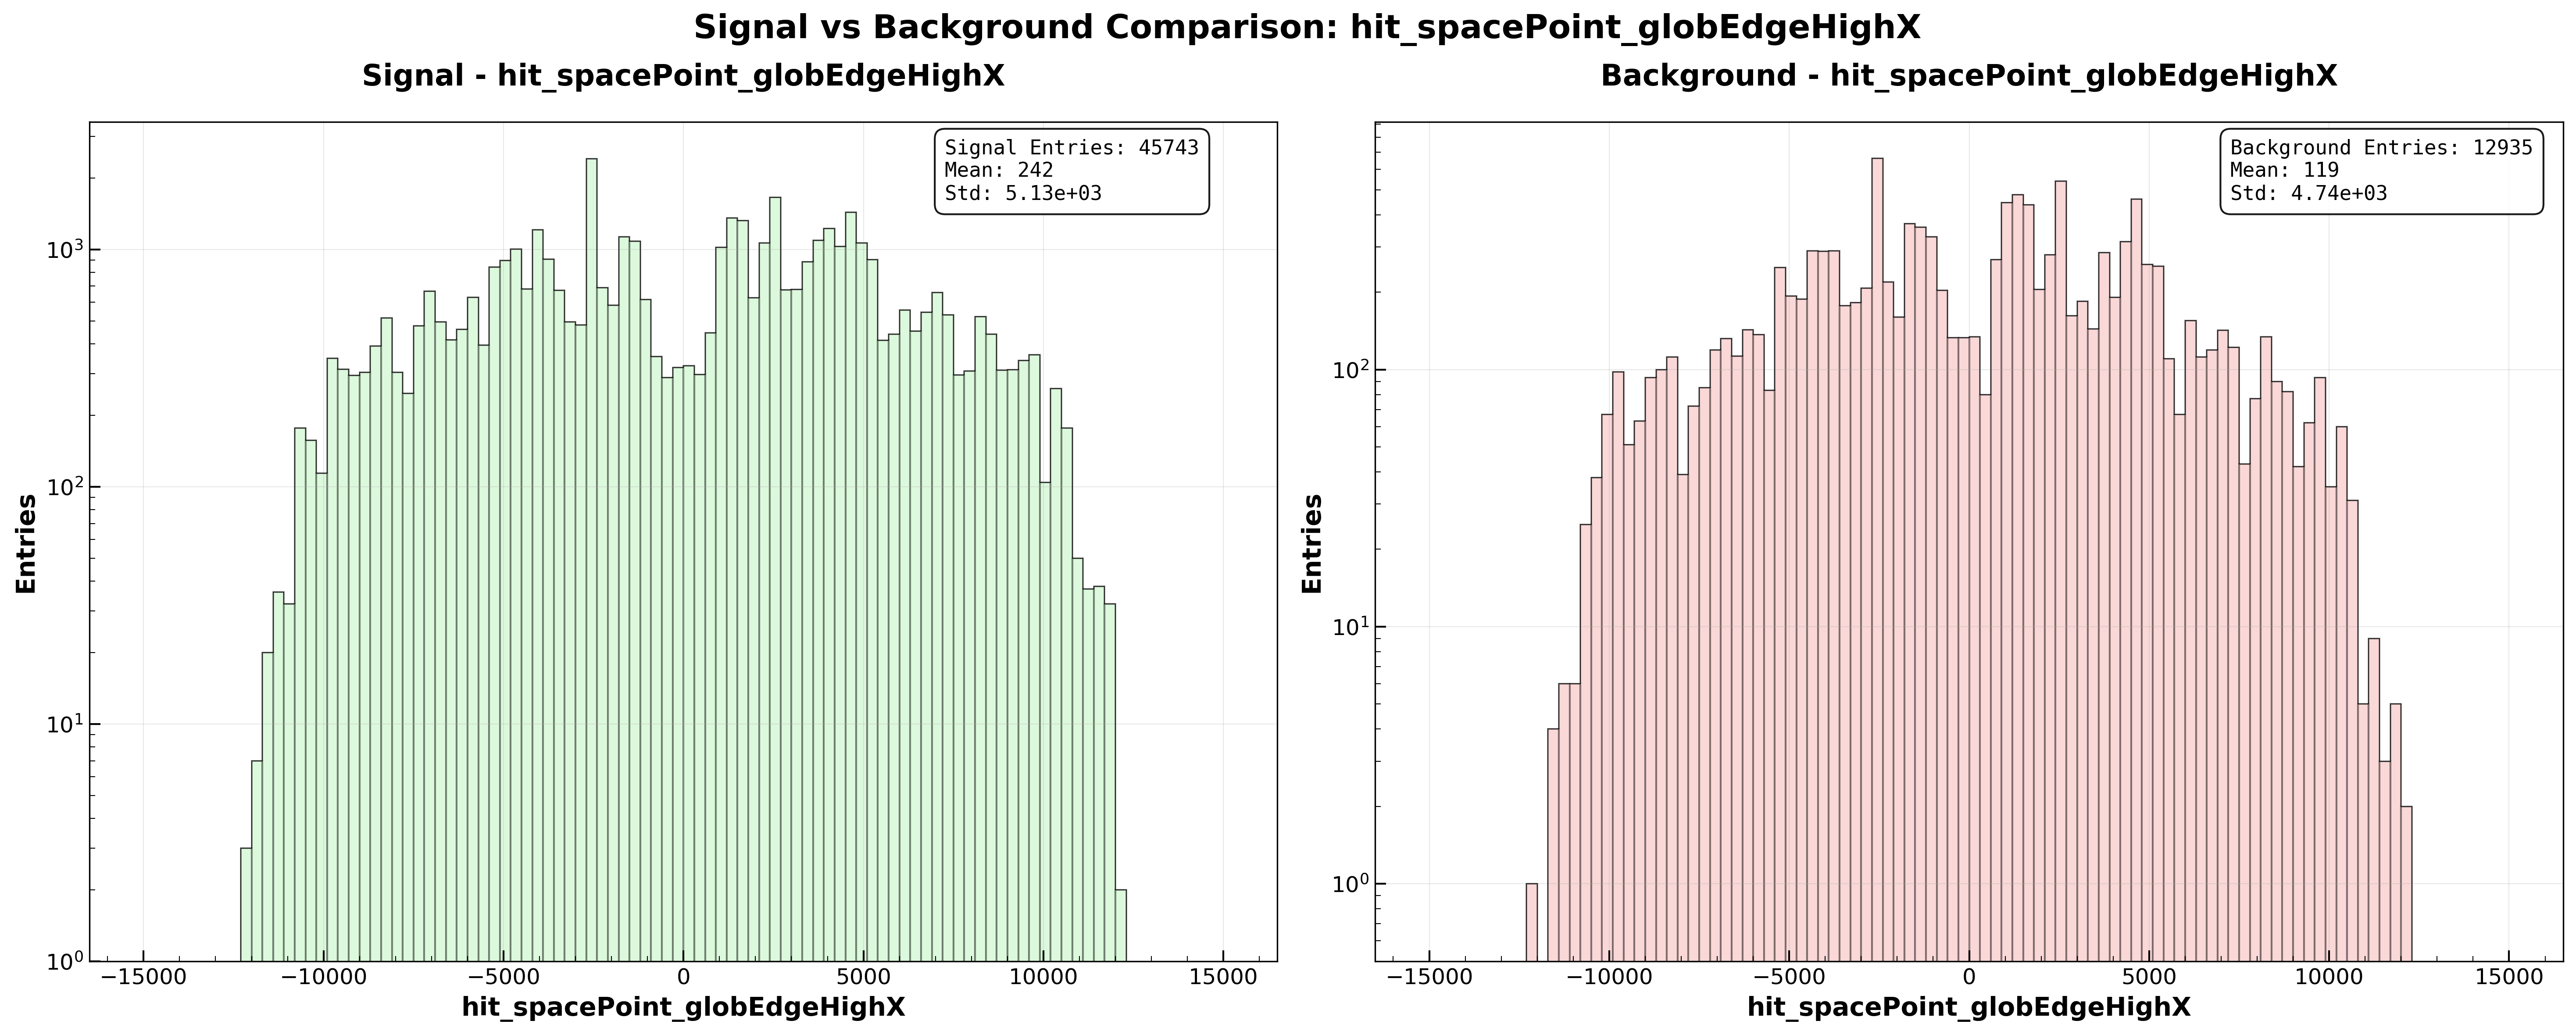 Signal vs Background Comparison: hit_spacePoint_globEdgeHighX
Signal - hit_spacePoint_globEdgeHighX
Signal Entries: 45743
Mean: 242
Std: 5.13e+03
Entries
10³
10²
10¹
10⁰
−15000 −10000 −5000 0 5000 10000 15000
hit_spacePoint_globEdgeHighX
Background - hit_spacePoint_globEdgeHighX
Background Entries: 12935
Mean: 119
Std: 4.74e+03
Entries
10²
10¹
10⁰
−15000 −10000 −5000 0 5000 10000 15000
hit_spacePoint_globEdgeHighX